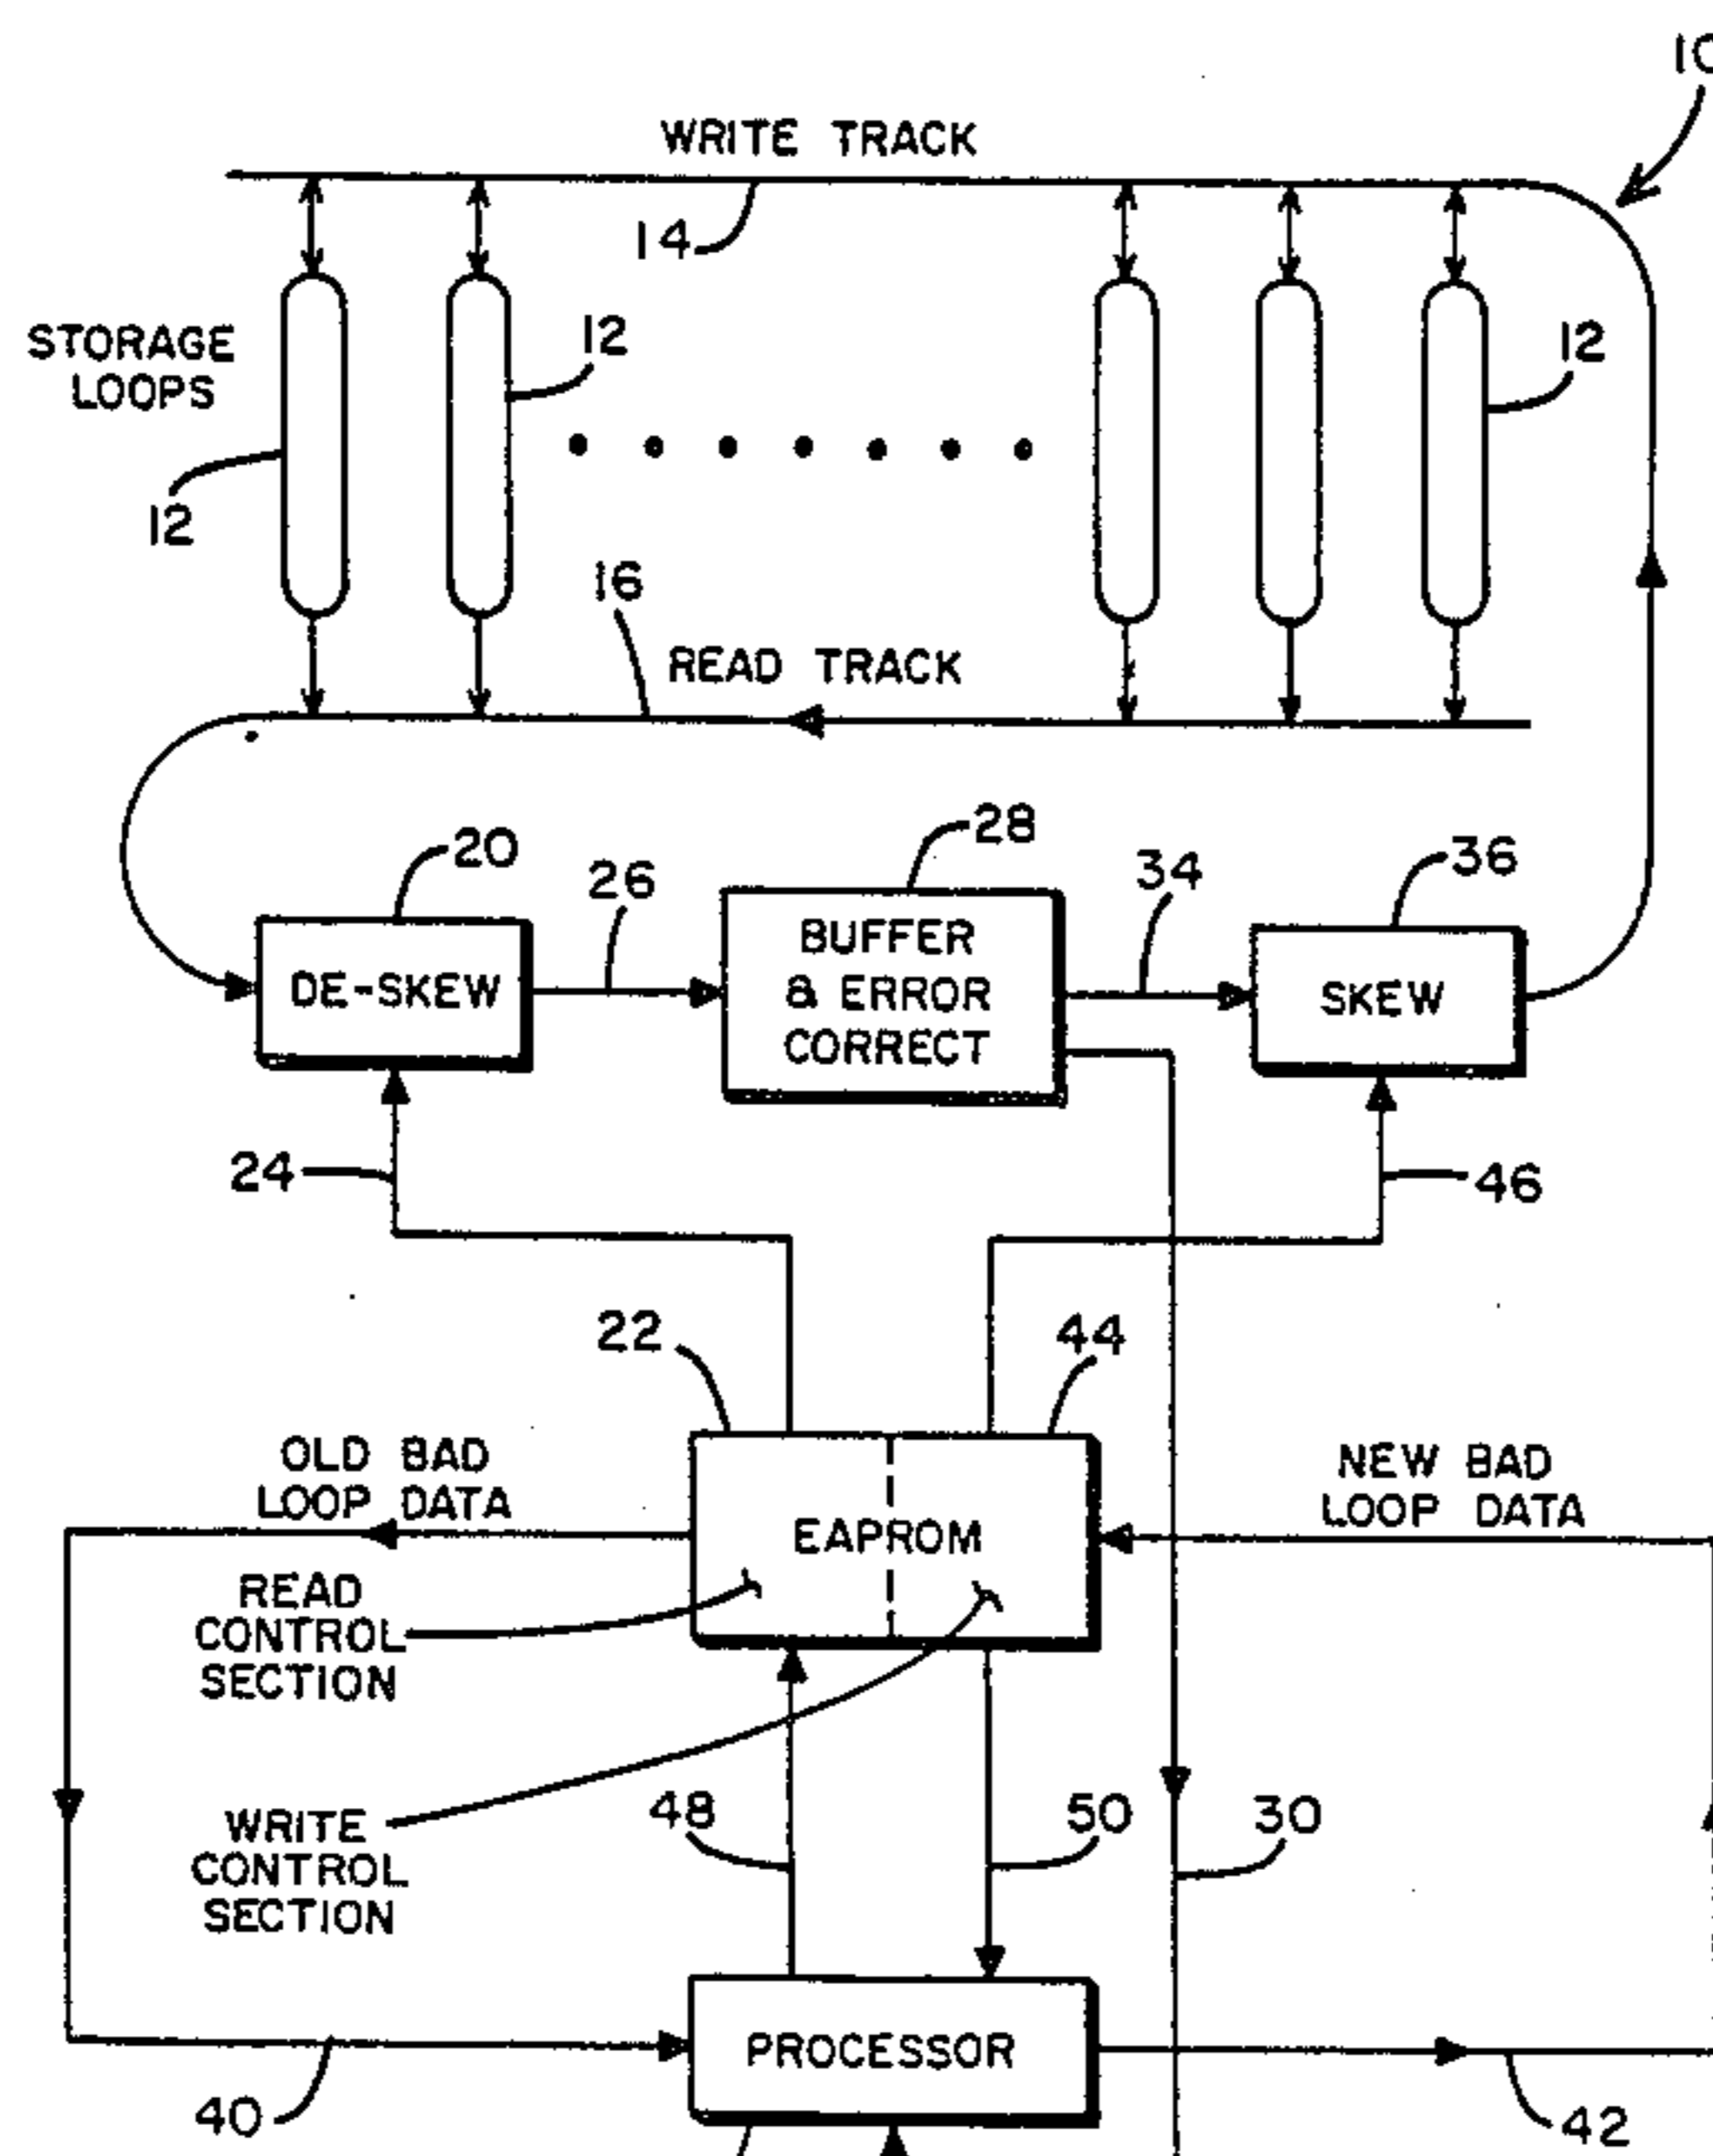 10
WRITE TRACK
14
STORAGE
LOOPS
12
12
12
16
READ TRACK
20
26
28
34
36
DE-SKEW
BUFFER
& ERROR
CORRECT
SKEW
24
46
22
44
OLD BAD
LOOP DATA
NEW BAD
LOOP DATA
EAPROM
READ
CONTROL
SECTION
WRITE
CONTROL
SECTION
48
50
30
PROCESSOR
40
42